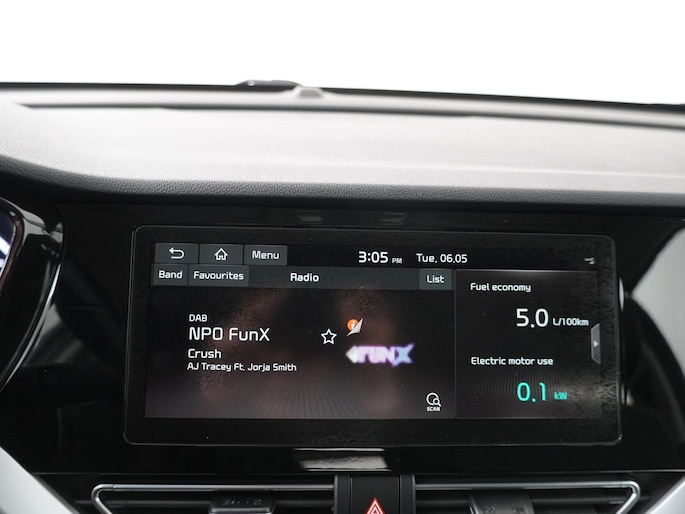 Menu 3:05 PM Tue, 06.05
Band Favourites Radio List
DAB
NPO FunX
Crush
AJ Tracey Ft. Jorja Smith
FUNX
SCAN
Fuel economy
5.0 L/100km
Electric motor use
0.1 kW